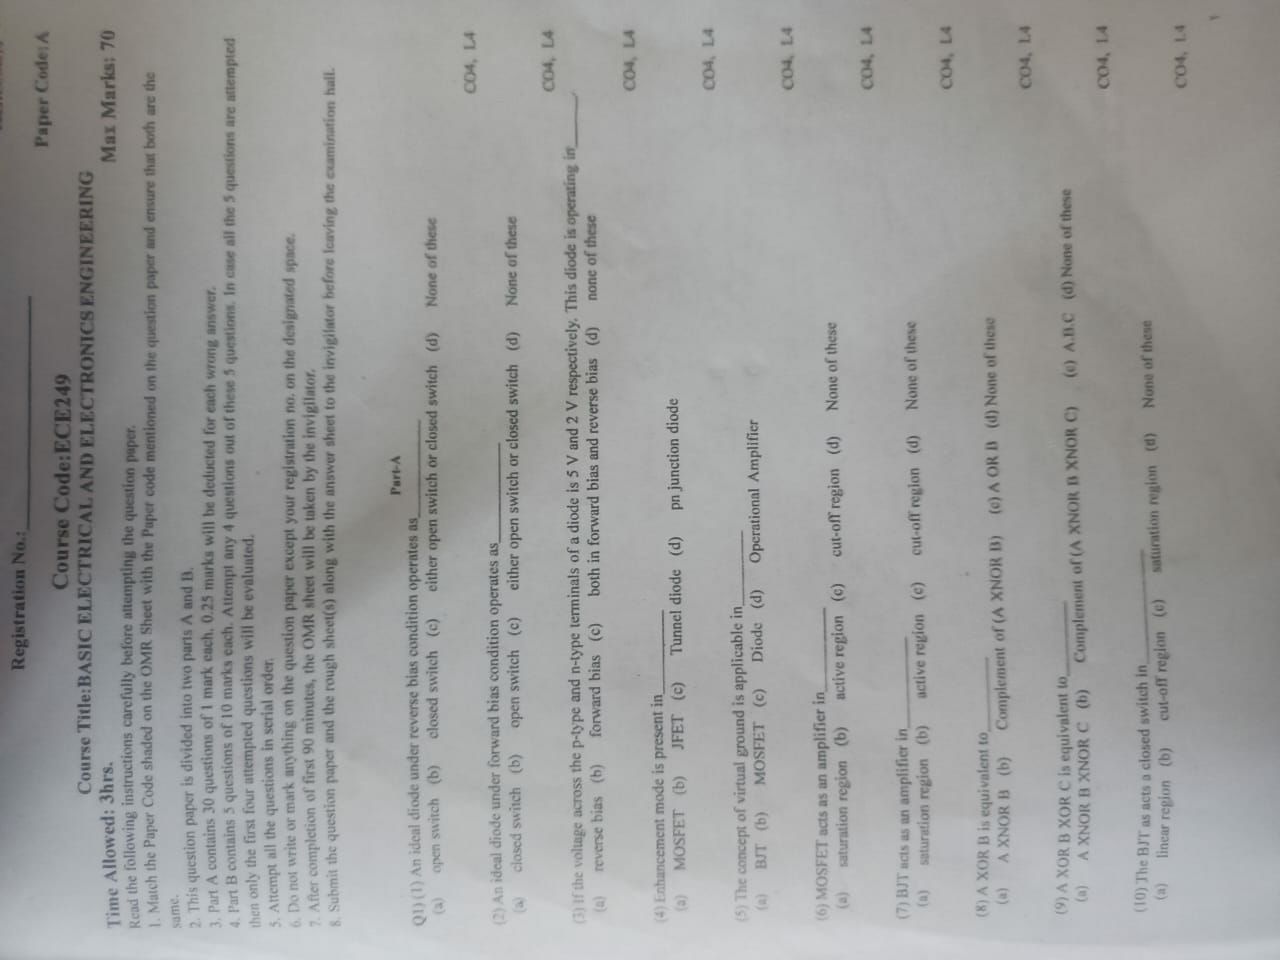 Registration No.:
Paper Code: A
Course Code:ECE249
Course Title:BASIC ELECTRICAL AND ELECTRONICS ENGINEERING
Time Allowed: 3hrs.
Max Marks: 70
Read the following instructions carefully before attempting the question paper.
1. Match the Paper Code shaded on the OMR Sheet with the Paper code mentioned on the question paper and ensure that both are the
same.
2. This question paper is divided into two parts A and B.
3. Part A contains 30 questions of 1 mark each. 0.25 marks will be deducted for each wrong answer.
4. Part B contains 5 questions of 10 marks each. Attempt any 4 questions out of these 5 questions. In case all the 5 questions are attempted
then only the first four attempted questions will be evaluated.
5. Attempt all the questions in serial order.
6. Do not write or mark anything on the question paper except your registration no. on the designated space.
7. After completion of first 90 minutes, the OMR sheet will be taken by the invigilator.
8. Submit the question paper and the rough sheet(s) along with the answer sheet to the invigilator before leaving the examination hall.
Part-A
Q1) (1) An ideal diode under reverse bias condition operates as_______
(a) open switch (b) closed switch (c) either open switch or closed switch (d) None of these
CO4, L4
(2) An ideal diode under forward bias condition operates as_______
(a) closed switch (b) open switch (c) either open switch or closed switch (d) None of these
CO4, L4
(3) If the voltage across the p-type and n-type terminals of a diode is 5 V and 2 V respectively. This diode is operating in_____.
(a) reverse bias (b) forward bias (c) both in forward bias and reverse bias (d) none of these
CO4, L4
(4) Enhancement mode is present in_______
(a) MOSFET (b) JFET (c) Tunnel diode (d) pn junction diode
CO4, L4
(5) The concept of virtual ground is applicable in_______
(a) BJT (b) MOSFET (c) Diode (d) Operational Amplifier
CO4, L4
(6) MOSFET acts as an amplifier in_______
(a) saturation region (b) active region (c) cut-off region (d) None of these
CO4, L4
(7) BJT acts as an amplifier in_______
(a) saturation region (b) active region (c) cut-off region (d) None of these
CO4, L4
(8) A XOR B is equivalent to_______
(a) A XNOR B (b) Complement of (A XNOR B) (c) A OR B (d) None of these
CO4, L4
(9) A XOR B XOR C is equivalent to_______
(a) A XNOR B XNOR C (b) Complement of (A XNOR B XNOR C) (c) A.B.C (d) None of these
CO4, L4
(10) The BJT as acts a closed switch in_______
(a) linear region (b) cut-off region (c) saturation region (d) None of these
CO4, L4